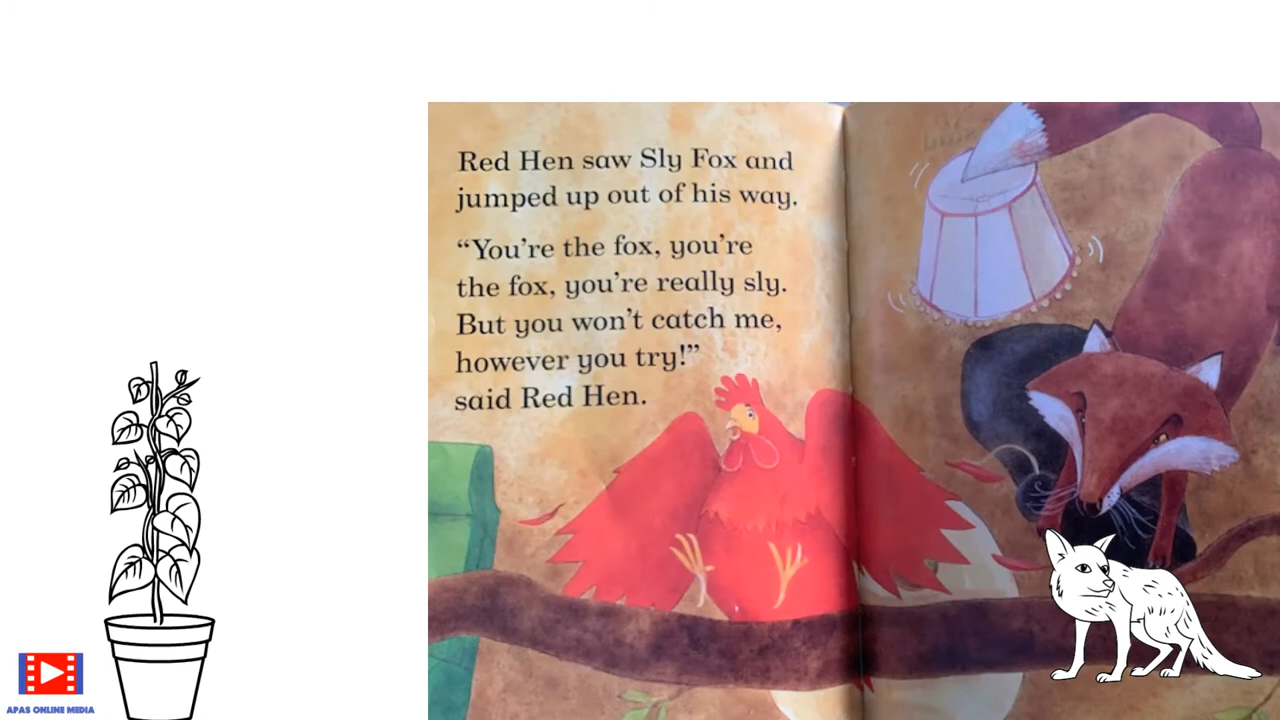 Red Hen saw Sly Fox and
jumped up out of his way.
“You’re the fox, you’re
the fox, you’re really sly.
But you won’t catch me,
however you try!”
said Red Hen.
APAS ONLINE MEDIA